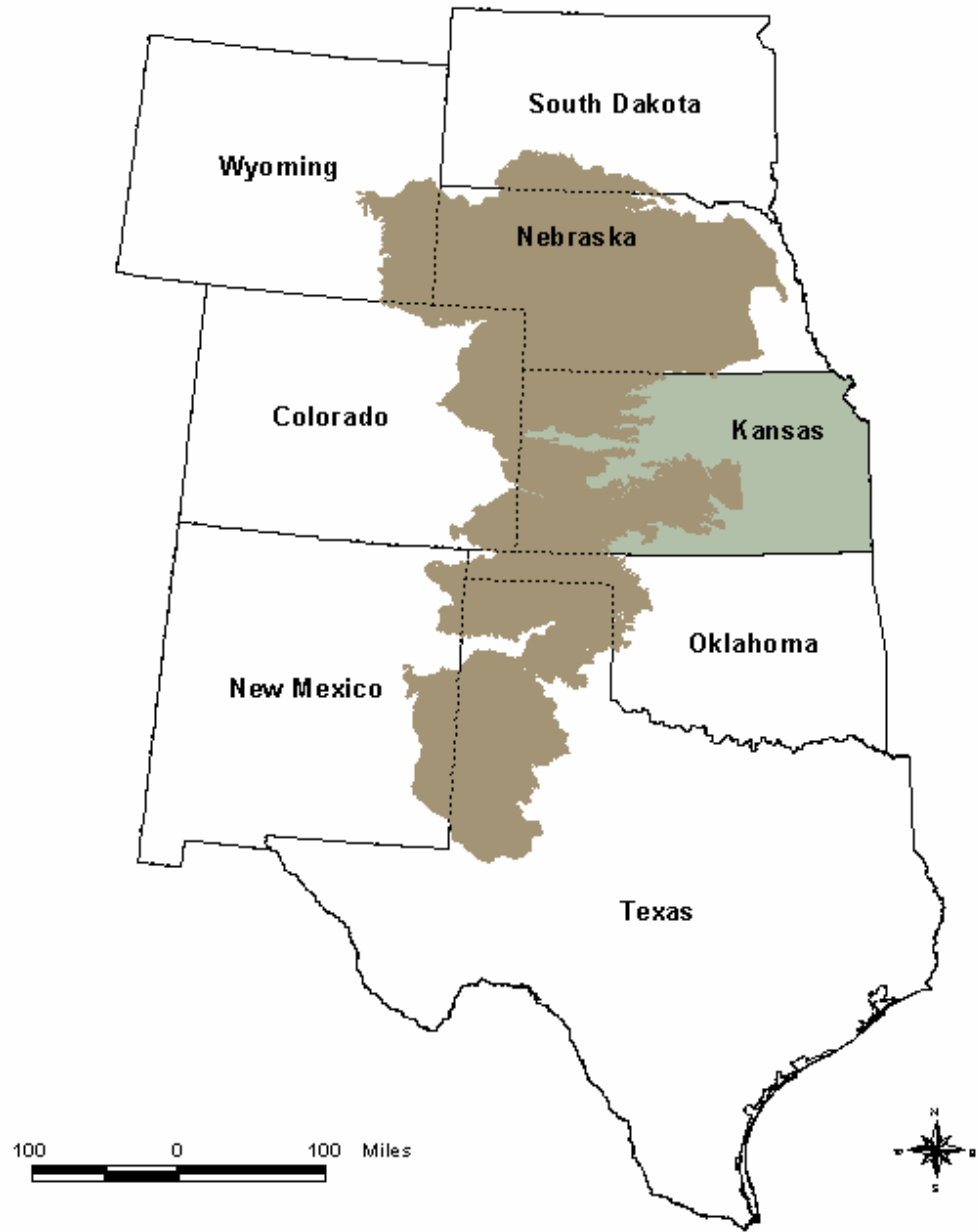 South Dakota
Wyoming
Nebraska
Colorado
Kansas
Oklahoma
New Mexico
Texas
100 0 100 Miles
N
S